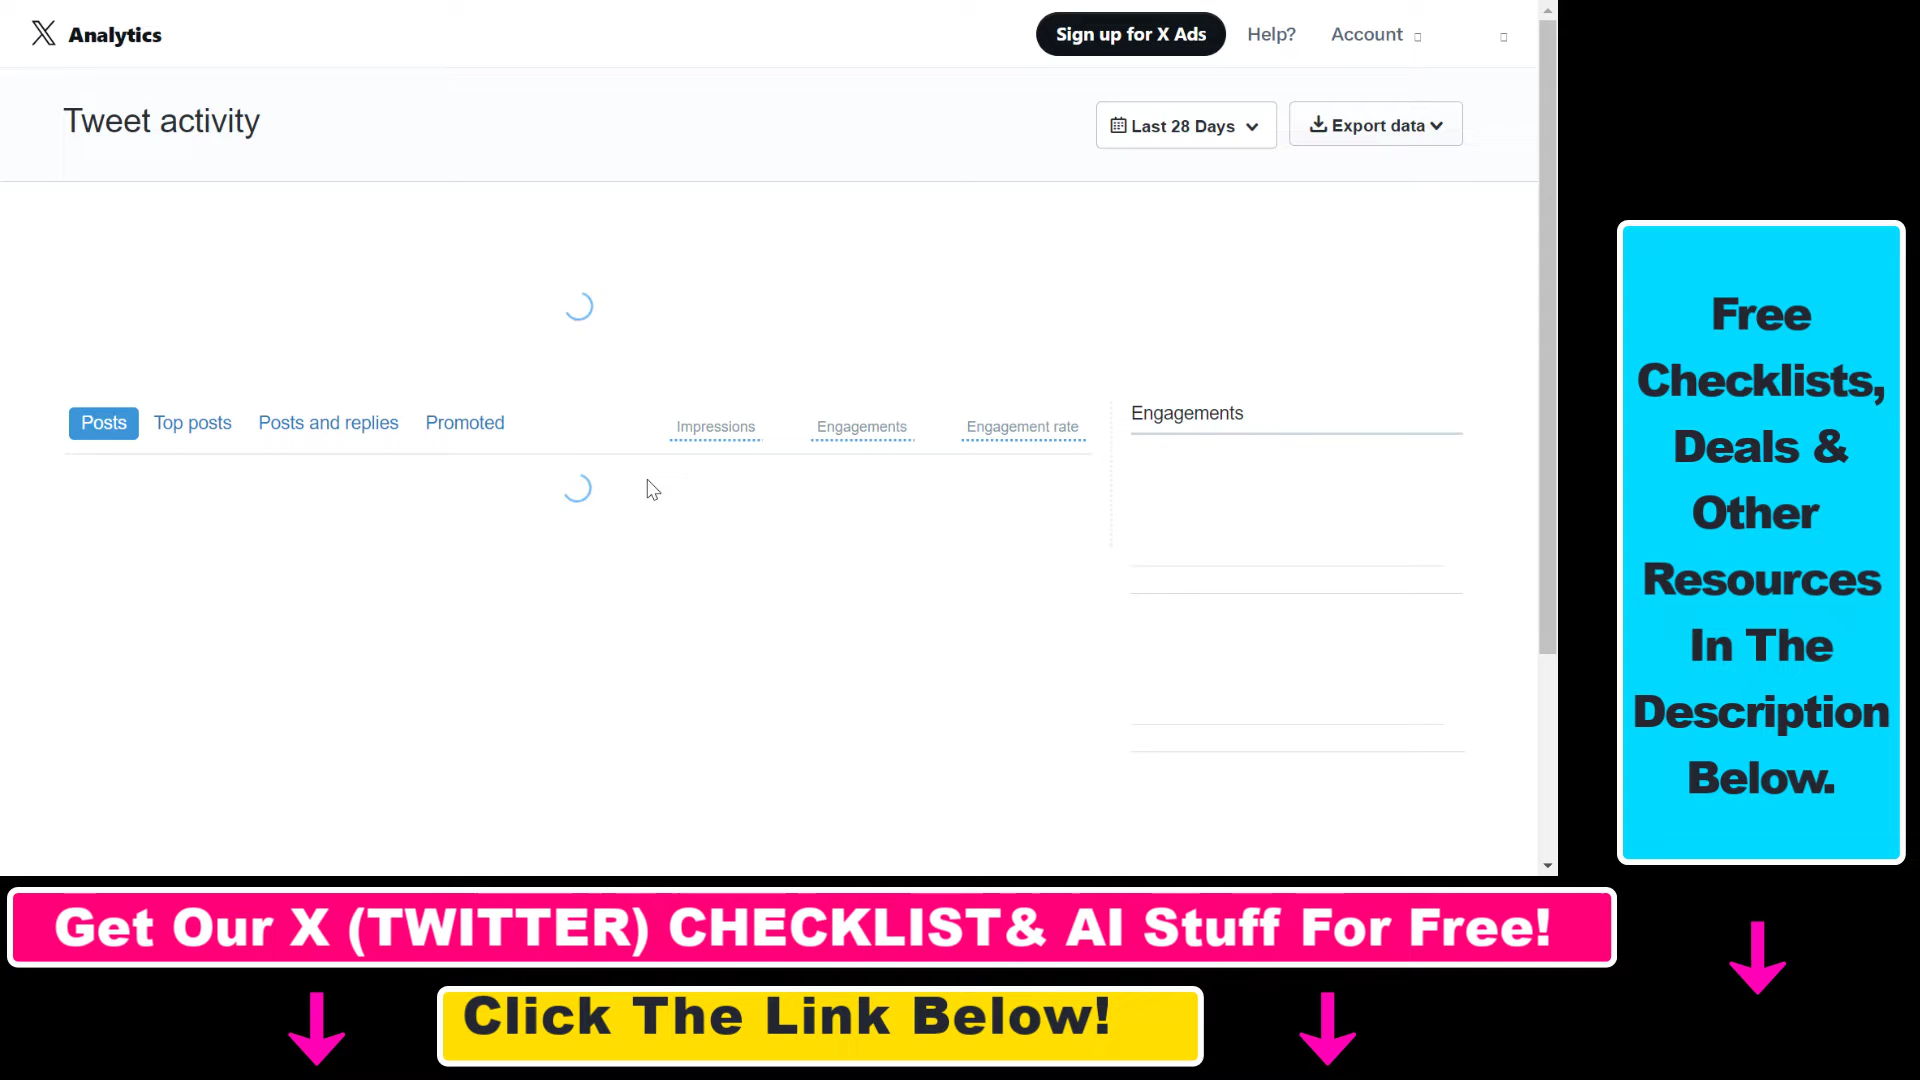 X Analytics
Sign up for X Ads
Help?
Account
Tweet activity
Last 28 Days
Export data
Posts
Top posts
Posts and replies
Promoted
Impressions
Engagements
Engagement rate
Engagements
Free
Checklists,
Deals &
Other
Resources
In The
Description
Below.
Get Our X (TWITTER) CHECKLIST& AI Stuff For Free!
Click The Link Below!